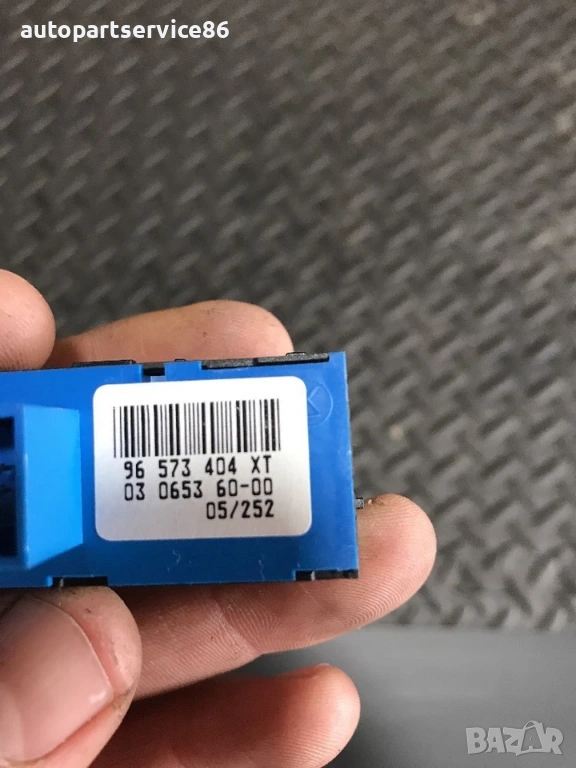 autopartservice86
96 573 404 XT
03 0653 60-00
05/252
BAZAR